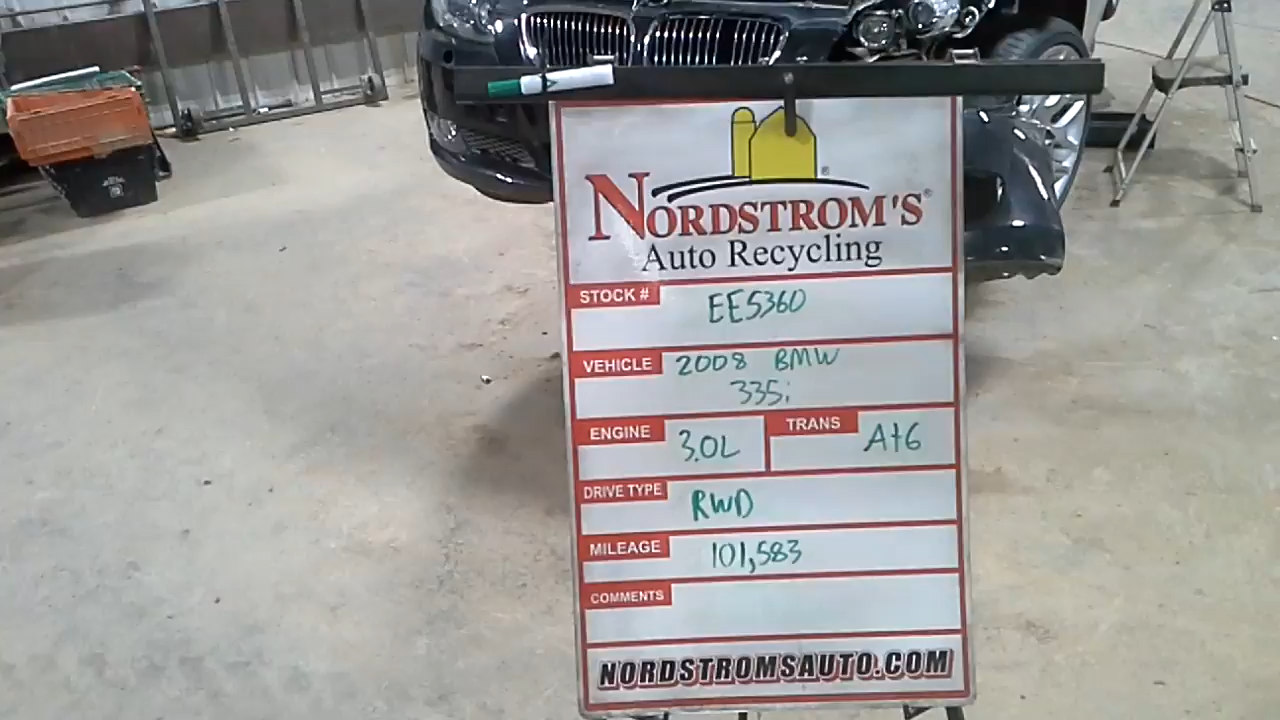 NORDSTROM'S®
Auto Recycling
STOCK # EE5360
VEHICLE 2008 BMW
335i
ENGINE 3.0L TRANS At6
DRIVE TYPE RWD
MILEAGE 101,583
COMMENTS
NORDSTROMSAUTO.COM